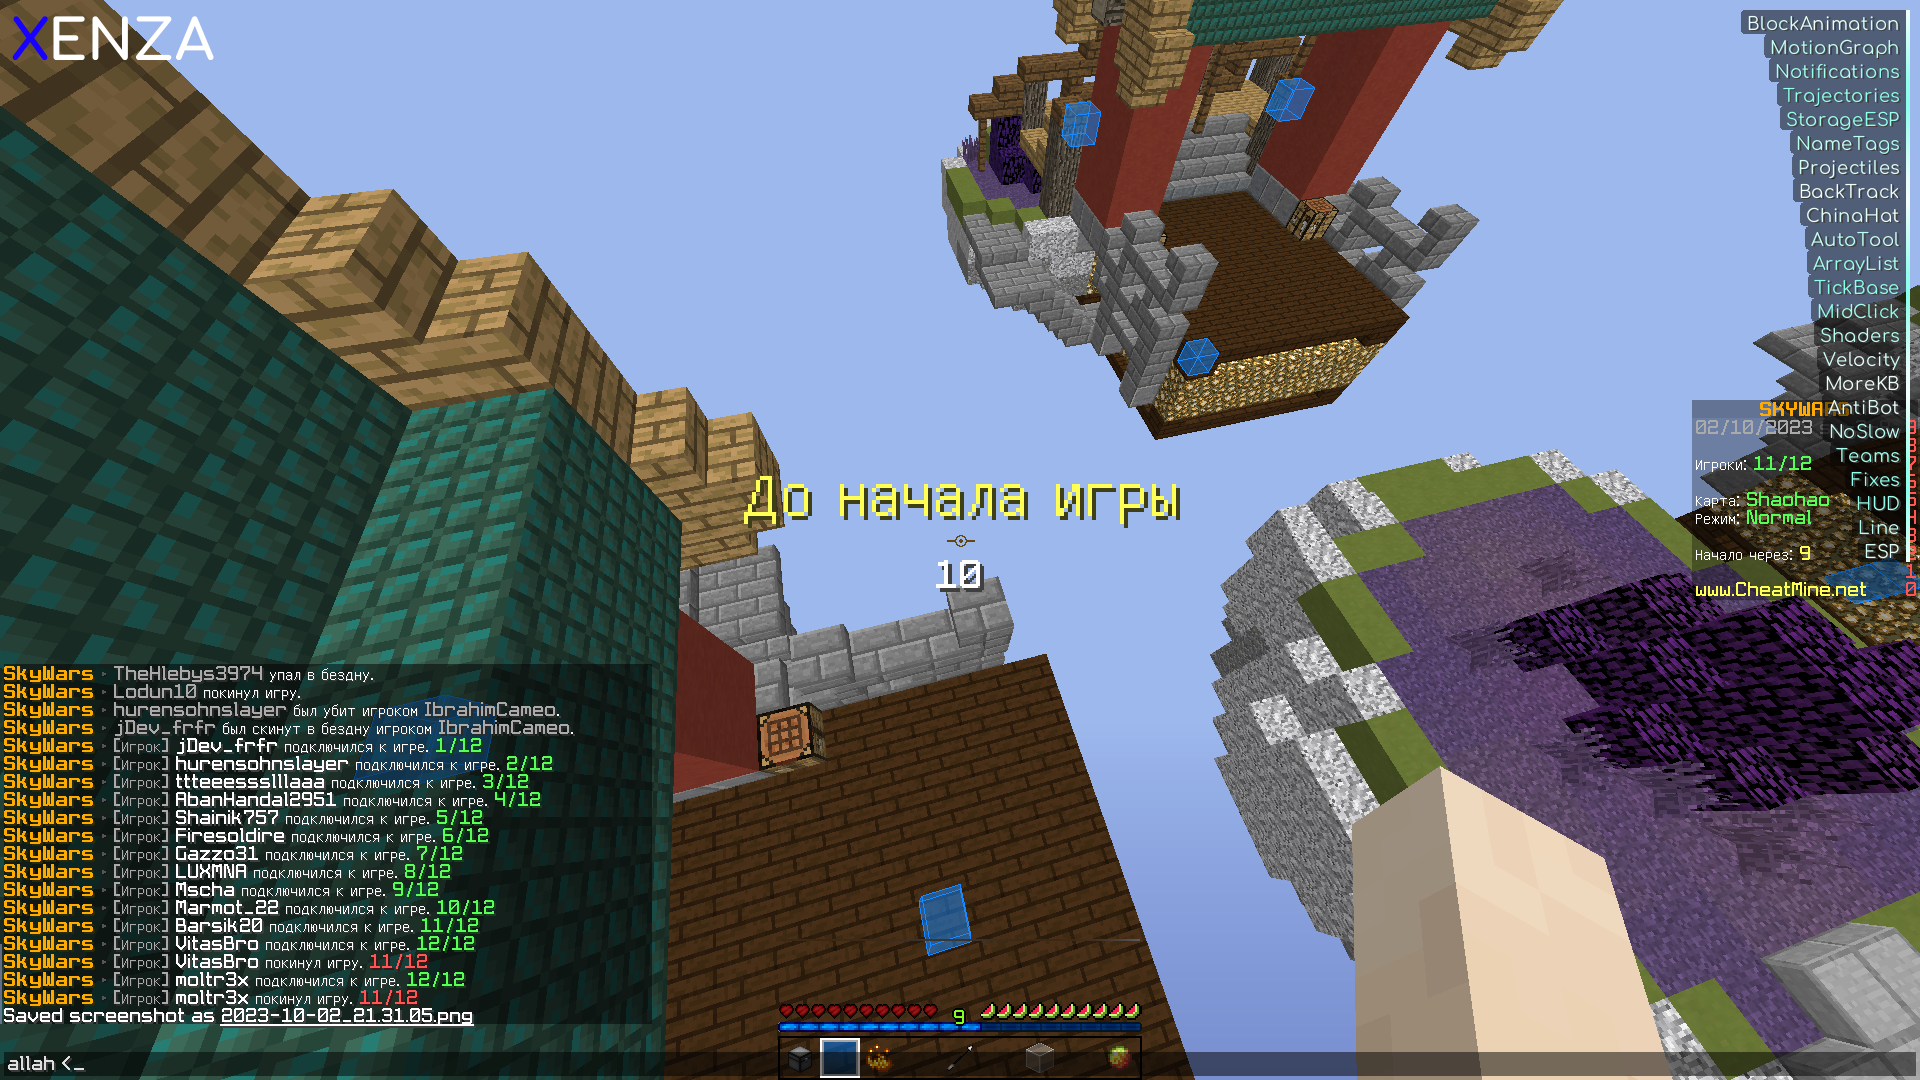 XENZA
BlockAnimation
MotionGraph
Notifications
Trajectories
StorageESP
NameTags
Projectiles
BackTrack
ChinaHat
AutoTool
ArrayList
TickBase
MidClick
Shaders
Velocity
MoreKB
AntiBot
NoSlow
Teams
Fixes
HUD
Line
ESP
SKYWA
02/10/2023
Игроки: 11/12
Карта: Shaohao
Режим: Normal
Начало через: 9
www.CheatMine.net
До начала игры
10
SkyWars ▸ TheHlebys3974 упал в бездну.
SkyWars ▸ Lodun10 покинул игру.
SkyWars ▸ hurensohnslayer был убит игроком IbrahimCameo.
SkyWars ▸ jDev_frfr был скинут в бездну игроком IbrahimCameo.
SkyWars ▸ [Игрок] jDev_frfr подключился к игре. 1/12
SkyWars ▸ [Игрок] hurensohnslayer подключился к игре. 2/12
SkyWars ▸ [Игрок] ttteeessslllaaa подключился к игре. 3/12
SkyWars ▸ [Игрок] AbanHandal2951 подключился к игре. 4/12
SkyWars ▸ [Игрок] Shainik757 подключился к игре. 5/12
SkyWars ▸ [Игрок] Firesoldire подключился к игре. 6/12
SkyWars ▸ [Игрок] Gazzo31 подключился к игре. 7/12
SkyWars ▸ [Игрок] LUXMNA подключился к игре. 8/12
SkyWars ▸ [Игрок] Mscha подключился к игре. 9/12
SkyWars ▸ [Игрок] Marmot_22 подключился к игре. 10/12
SkyWars ▸ [Игрок] Barsik20 подключился к игре. 11/12
SkyWars ▸ [Игрок] VitasBro подключился к игре. 12/12
SkyWars ▸ [Игрок] VitasBro покинул игру. 11/12
SkyWars ▸ [Игрок] moltr3x подключился к игре. 12/12
SkyWars ▸ [Игрок] moltr3x покинул игру. 11/12
Saved screenshot as 2023-10-02_21.31.05.png
9
allah <_